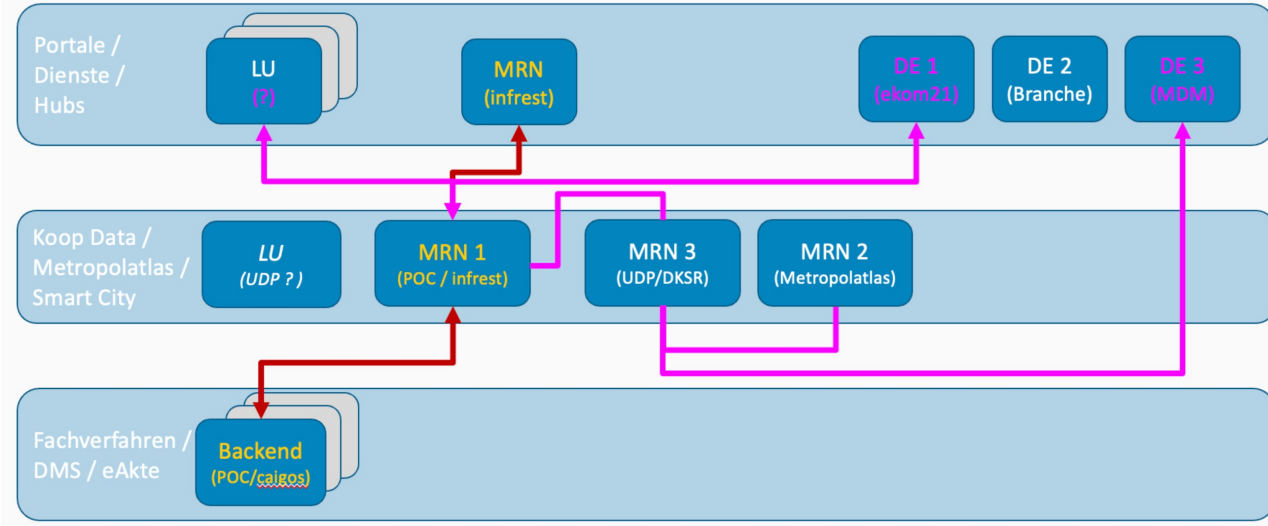 Portale /
Dienste /
Hubs
LU
(?)
MRN
(infrest)
DE 1
(ekom21)
DE 2
(Branche)
DE 3
(MDM)
Koop Data /
Metropolatlas /
Smart City
LU
(UDP ? )
MRN 1
(POC / infrest)
MRN 3
(UDP/DKSR)
MRN 2
(Metropolatlas)
Fachverfahren /
DMS / eAkte
Backend
(POC/caigos)